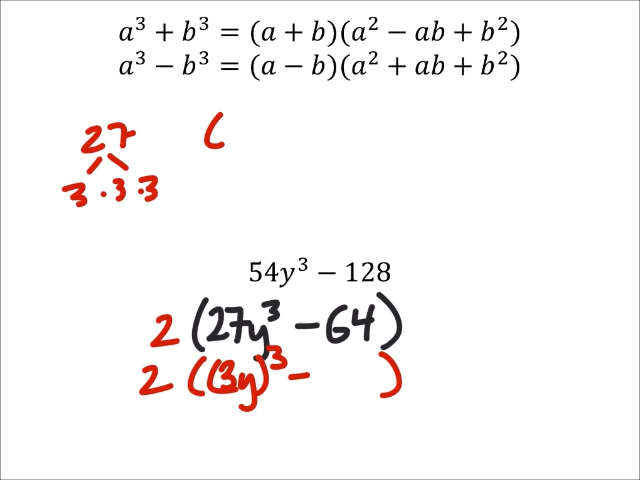 a³ + b³ = (a + b)(a² − ab + b²)
a³ − b³ = (a − b)(a² + ab + b²)
27 (
3 · 3 · 3
54y³ − 128
2 (27y³ − 64)
2 ((3y)³ − )